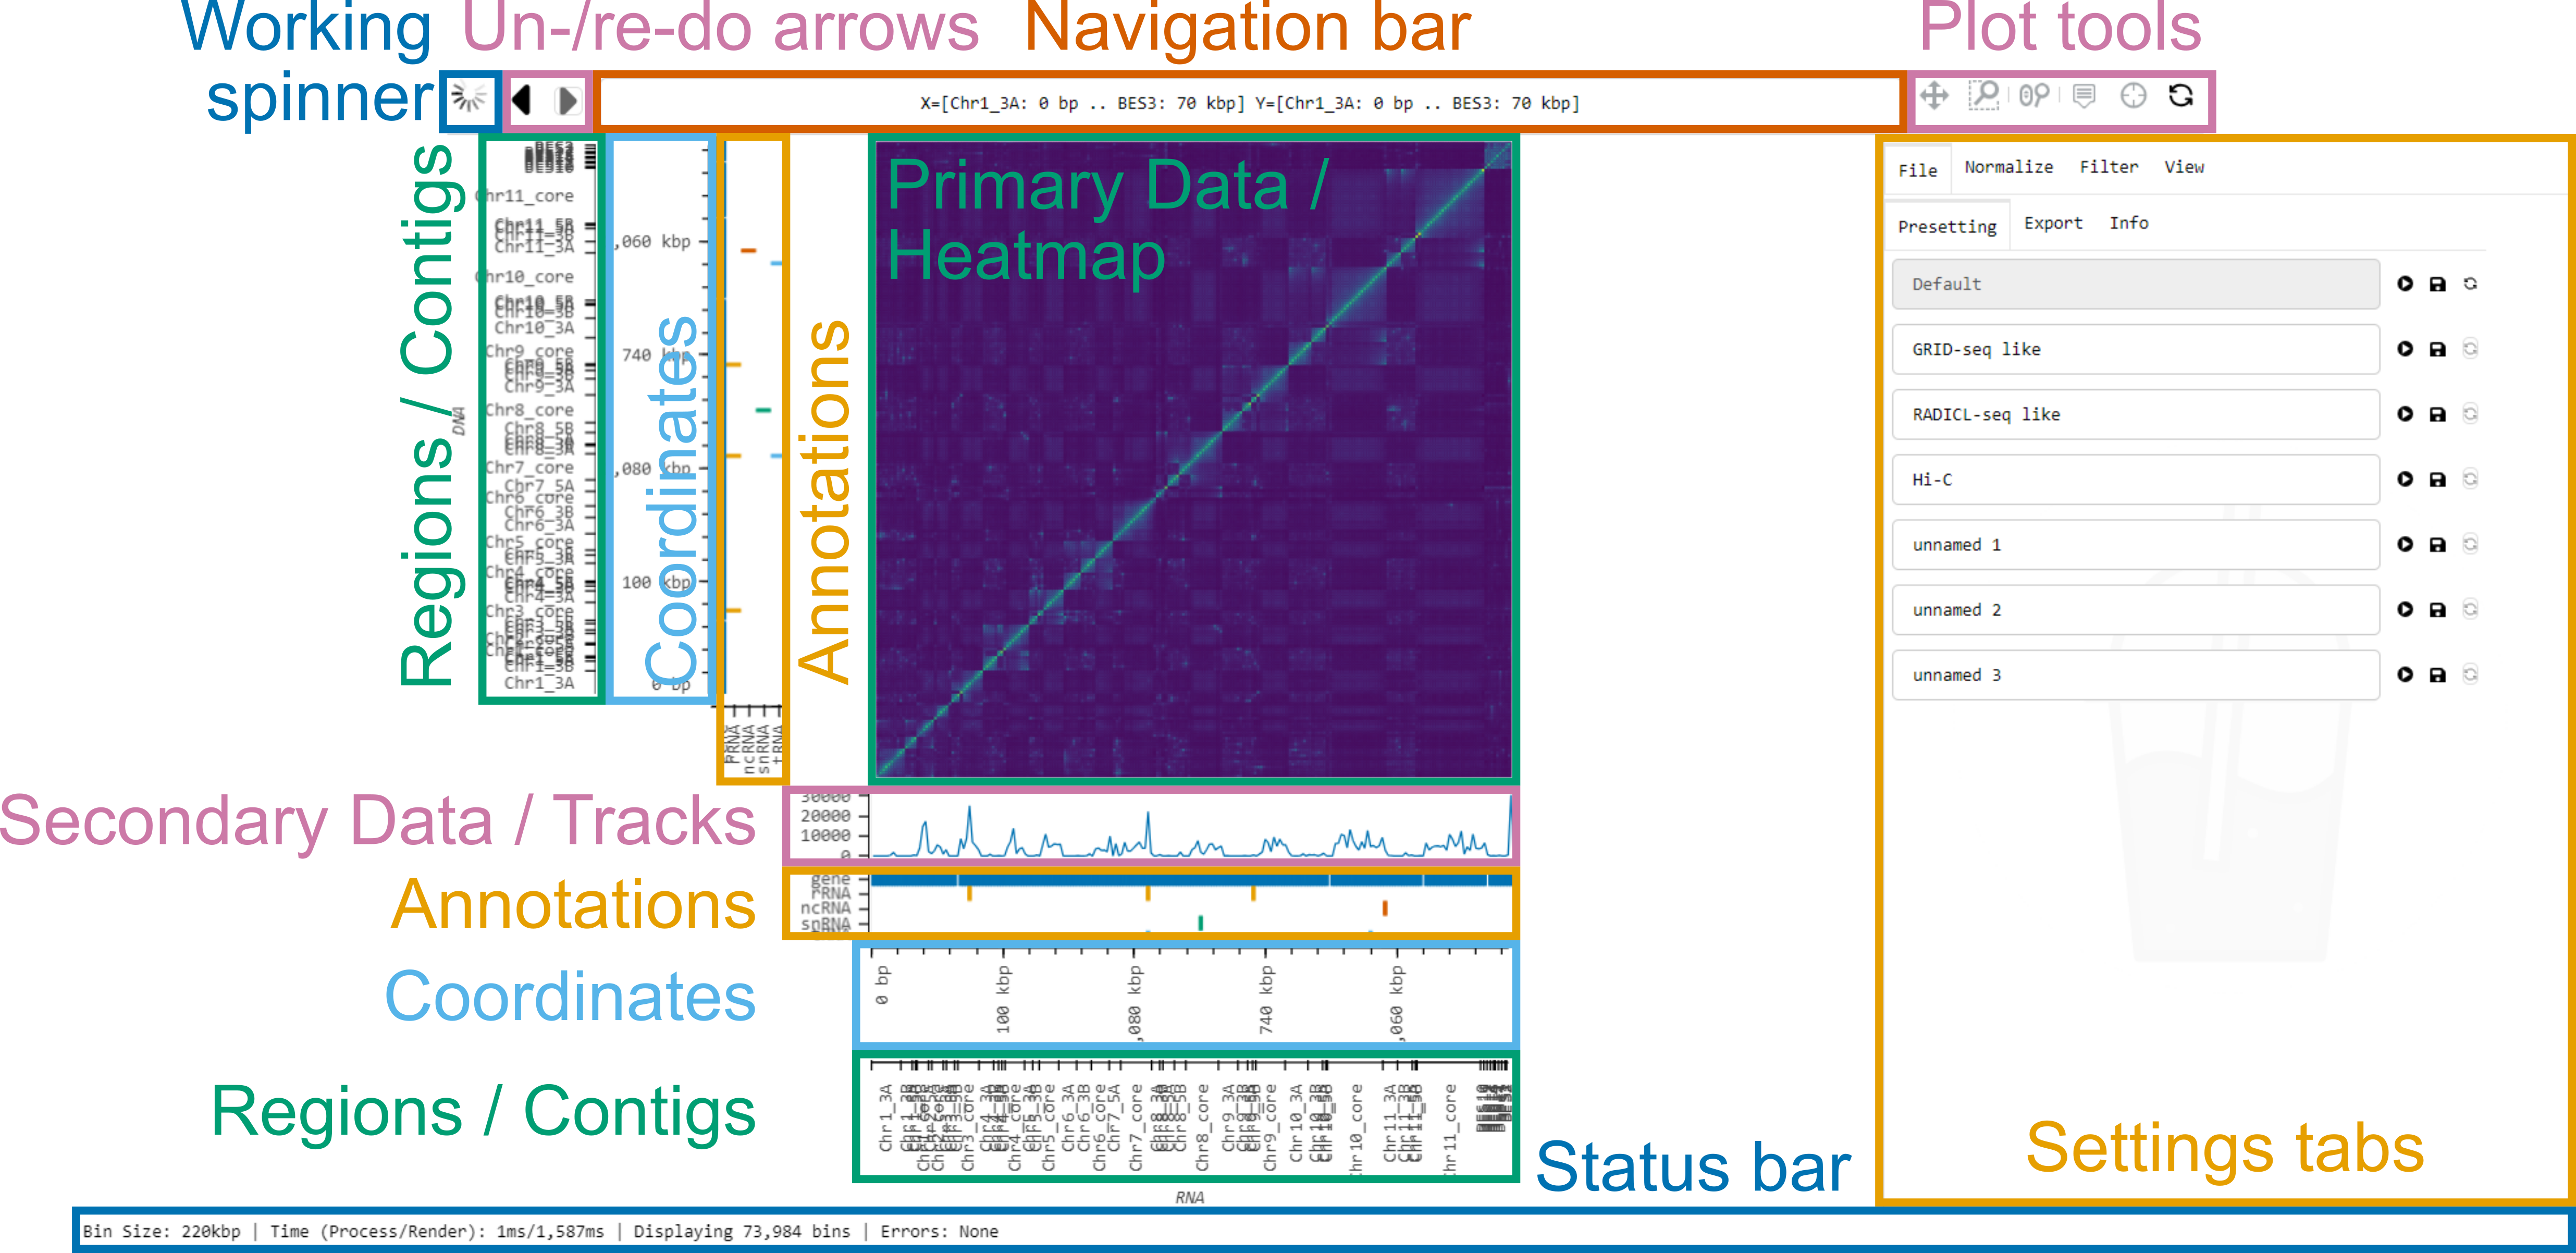 Working Un-/re-do arrows Navigation bar Plot tools
spinner
X=[Chr1_3A: 0 bp .. BES3: 70 kbp] Y=[Chr1_3A: 0 bp .. BES3: 70 kbp]
Regions / Contigs
DNA
Chr11_core
Chr11_3A
Chr10_core
Chr10_3A
Chr9_core
Chr9_3A
Chr8_core
Chr8_5B
Chr8_3A
Chr7_core
Chr7_5A
Chr6_core
Chr6_3B
Chr6_3A
Chr5_core
Chr5_3A
Chr4_core
Chr4_3A
Chr3_core
Chr1_3B
Chr1_3A
Coordinates
,060 kbp
740 kbp
,080 kbp
100 kbp
0 bp
rRNA
ncRNA
snRNA
tRNA
Annotations
Primary Data /
Heatmap
File Normalize Filter View
Presetting Export Info
Default
GRID-seq like
RADICL-seq like
Hi-C
unnamed 1
unnamed 2
unnamed 3
Settings tabs
Secondary Data / Tracks
30000
20000
10000
0
Annotations
gene
rRNA
ncRNA
snRNA
Coordinates
0 bp
100 kbp
,080 kbp
740 kbp
,060 kbp
Regions / Contigs
Chr1_3A
Chr3_core
Chr4_3A
Chr4_core
Chr5_3B
Chr5_core
Chr6_3A
Chr6_3B
Chr6_core
Chr7_5A
Chr7_core
Chr8_3A
Chr8_5B
Chr8_core
Chr9_3A
Chr9_core
Chr10_3A
Chr10_core
Chr11_3A
Chr11_core
RNA
Status bar
Bin Size: 220kbp | Time (Process/Render): 1ms/1,587ms | Displaying 73,984 bins | Errors: None